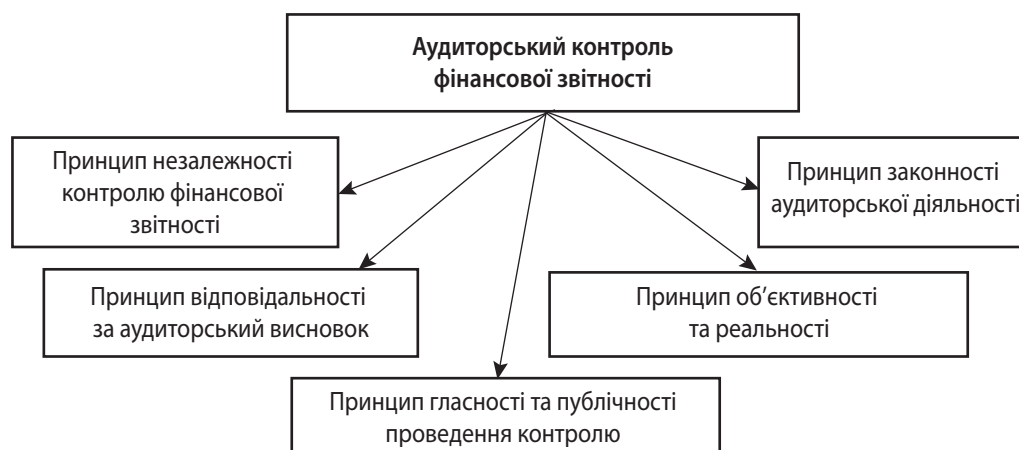 Аудиторський контроль
фінансової звітності
Принцип незалежності
контролю фінансової
звітності
Принцип законності
аудиторської діяльності
Принцип відповідальності
за аудиторський висновок
Принцип об’єктивності
та реальності
Принцип гласності та публічності
проведення контролю